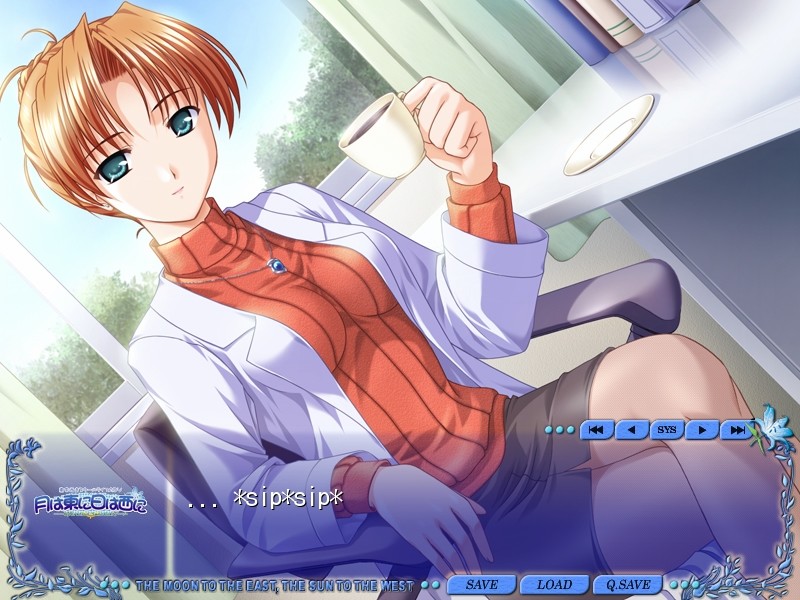 SYS
... *sip*sip*
月は東に日は西に
THE MOON TO THE EAST, THE SUN TO THE WEST
SAVE
LOAD
Q.SAVE